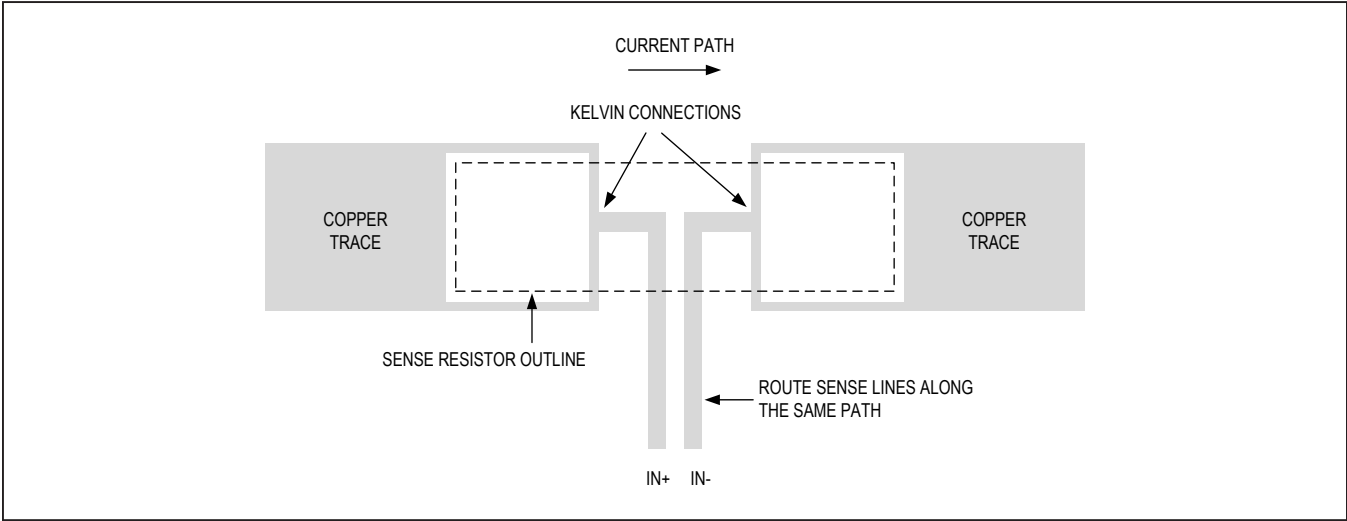 CURRENT PATH
KELVIN CONNECTIONS
COPPER
TRACE
COPPER
TRACE
SENSE RESISTOR OUTLINE
ROUTE SENSE LINES ALONG
THE SAME PATH
IN+
IN-